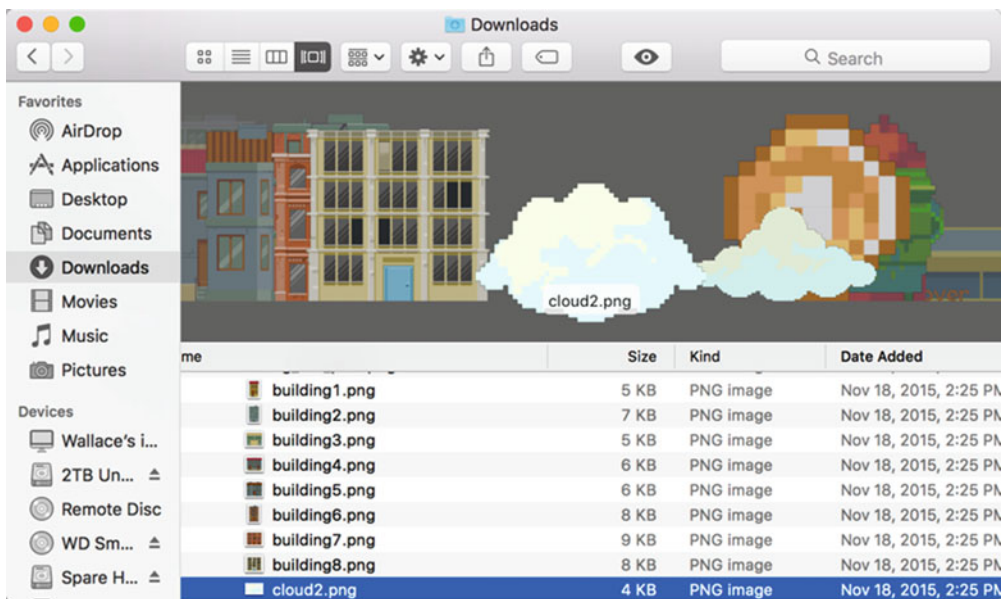 Downloads
Search
Favorites
AirDrop
Applications
Desktop
Documents
Downloads
Movies
Music
Pictures
Devices
Wallace's i...
2TB Un...
Remote Disc
WD Sm...
Spare H...
cloud2.png
me Size Kind Date Added
building1.png 5 KB PNG image Nov 18, 2015, 2:25 PM
building2.png 7 KB PNG image Nov 18, 2015, 2:25 PM
building3.png 5 KB PNG image Nov 18, 2015, 2:25 PM
building4.png 6 KB PNG image Nov 18, 2015, 2:25 PM
building5.png 6 KB PNG image Nov 18, 2015, 2:25 PM
building6.png 8 KB PNG image Nov 18, 2015, 2:25 PM
building7.png 9 KB PNG image Nov 18, 2015, 2:25 PM
building8.png 8 KB PNG image Nov 18, 2015, 2:25 PM
cloud2.png 4 KB PNG image Nov 18, 2015, 2:25 PM